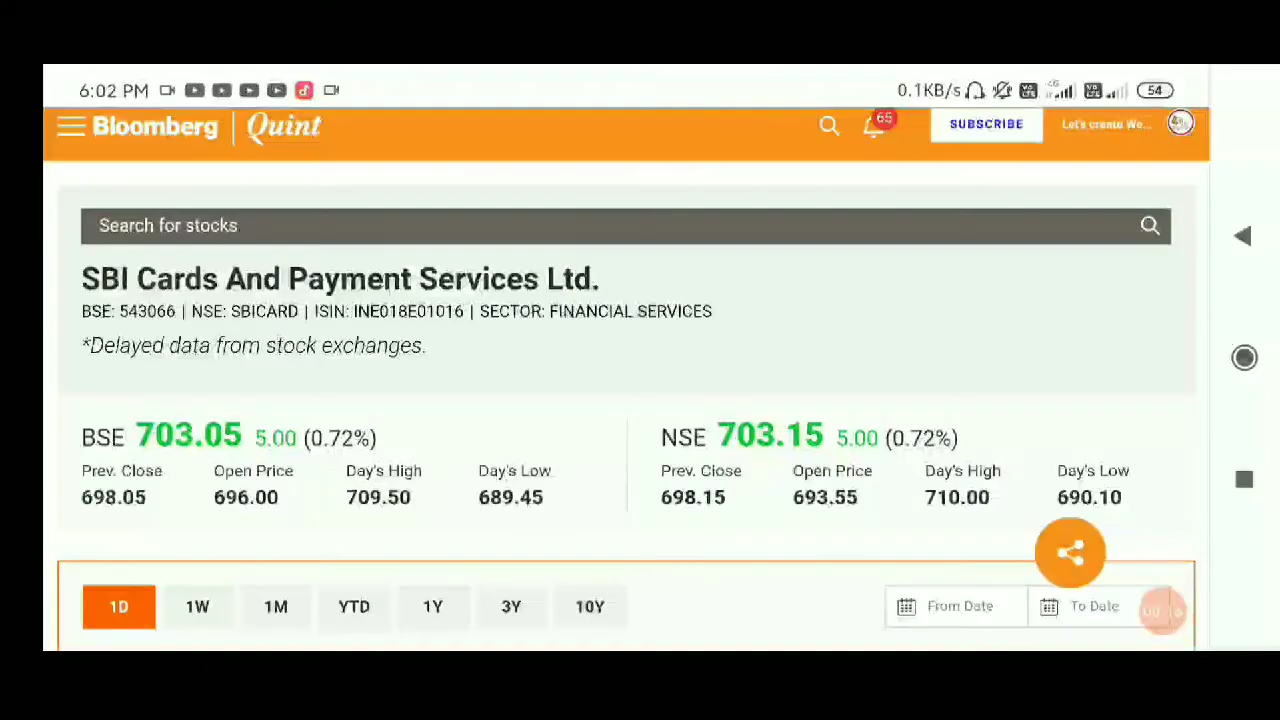 6:02 PM 0.1KB/s 54
Bloomberg Quint 65 SUBSCRIBE Let's create We...
Search for stocks
SBI Cards And Payment Services Ltd.
BSE: 543066 | NSE: SBICARD | ISIN: INE018E01016 | SECTOR: FINANCIAL SERVICES
*Delayed data from stock exchanges.
BSE 703.05 5.00 (0.72%) NSE 703.15 5.00 (0.72%)
Prev. Close Open Price Day's High Day's Low Prev. Close Open Price Day's High Day's Low
698.05 696.00 709.50 689.45 698.15 693.55 710.00 690.10
1D 1W 1M YTD 1Y 3Y 10Y From Date To Date